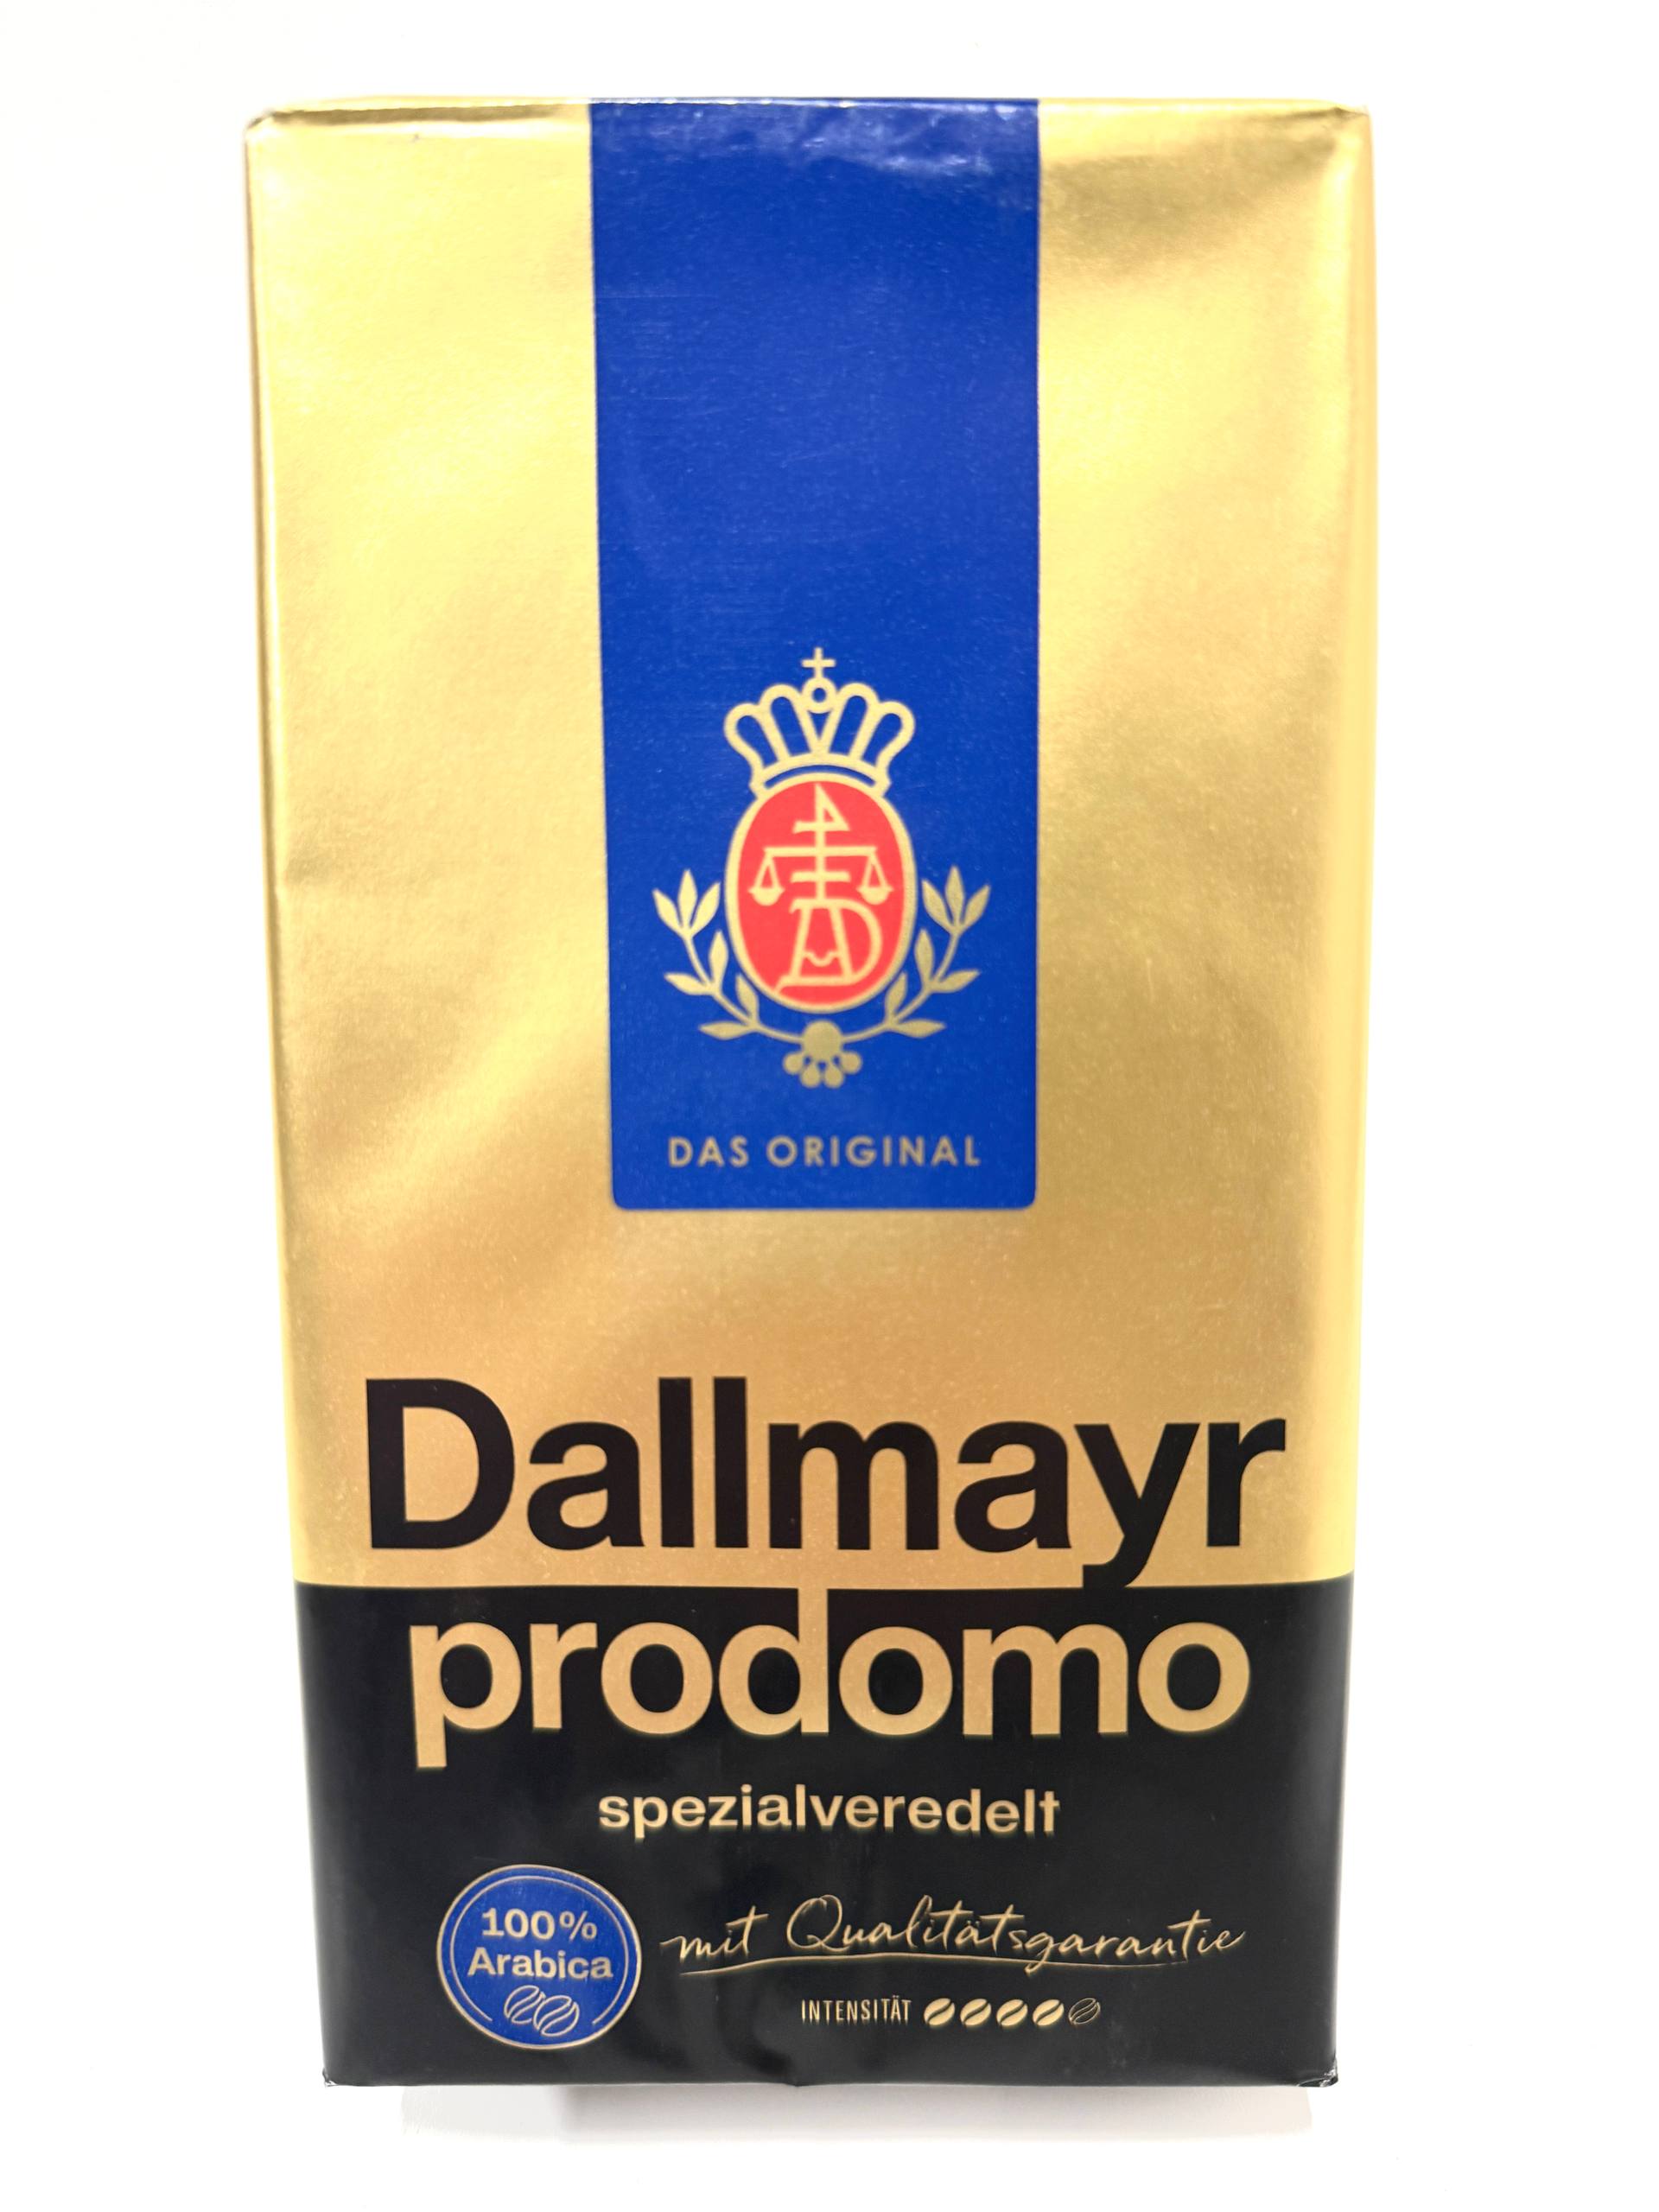 DAS ORIGINAL
Dallmayr
prodomo
spezialveredelt
100%
Arabica
mit Qualitätsgarantie
INTENSITÄT